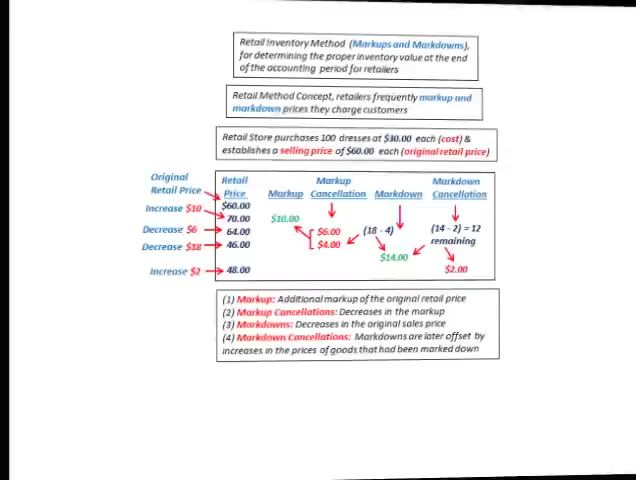 Retail Inventory Method (Markups and Markdowns),
for determining the proper inventory value at the end
of the accounting period for retailers
Retail Method Concept, retailers frequently markup and
markdown prices they charge customers
Retail Store purchases 100 dresses at $30.00 each (cost) &
establishes a selling price of $60.00 each (original retail price)
Original
Retail Price
Retail
Price
Markup
Markup
Cancellation
Markdown
Markdown
Cancellation
$60.00
Increase $10
70.00 $10.00
Decrease $6 64.00 $6.00 (18 - 4) (14 - 2) = 12
Decrease $18 46.00 $4.00 remaining
$14.00
Increase $2 48.00 $2.00
(1) Markup: Additional markup of the original retail price
(2) Markup Cancellations: Decreases in the markup
(3) Markdowns: Decreases in the original sales price
(4) Markdown Cancellations: Markdowns are later offset by
increases in the prices of goods that had been marked down